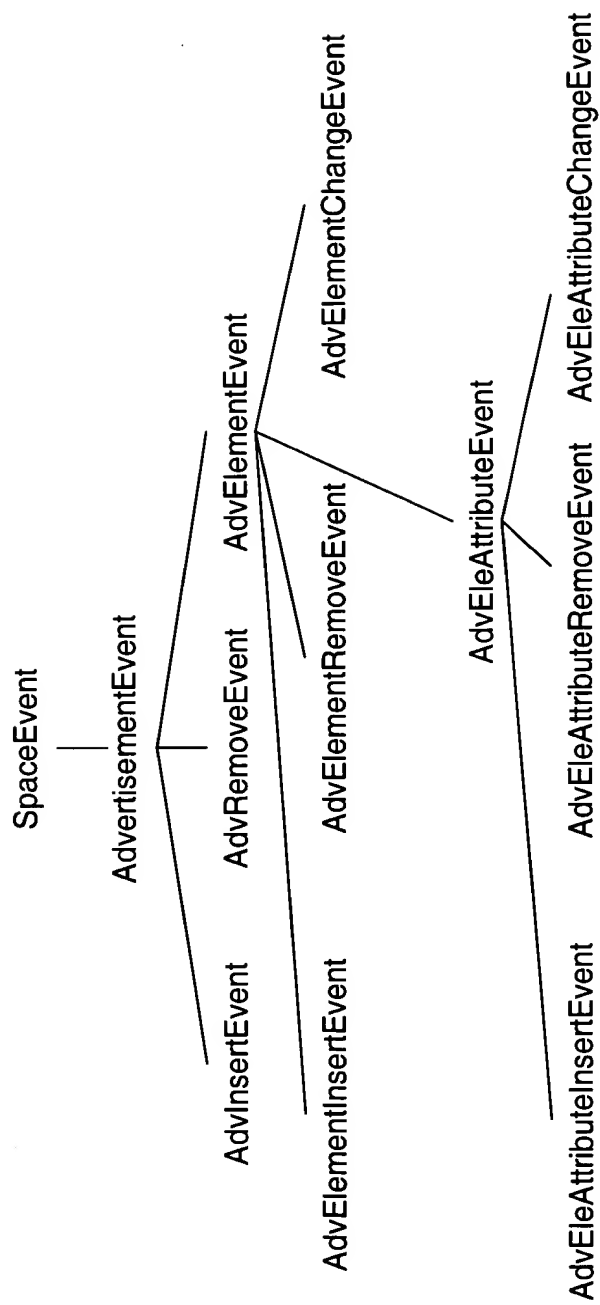 SpaceEvent
AdvertisementEvent
AdvInsertEvent
AdvRemoveEvent
AdvElementEvent
AdvElementInsertEvent
AdvElementRemoveEvent
AdvElementChangeEvent
AdvEleAttributeEvent
AdvEleAttributeInsertEvent
AdvEleAttributeRemoveEvent
AdvEleAttributeChangeEvent